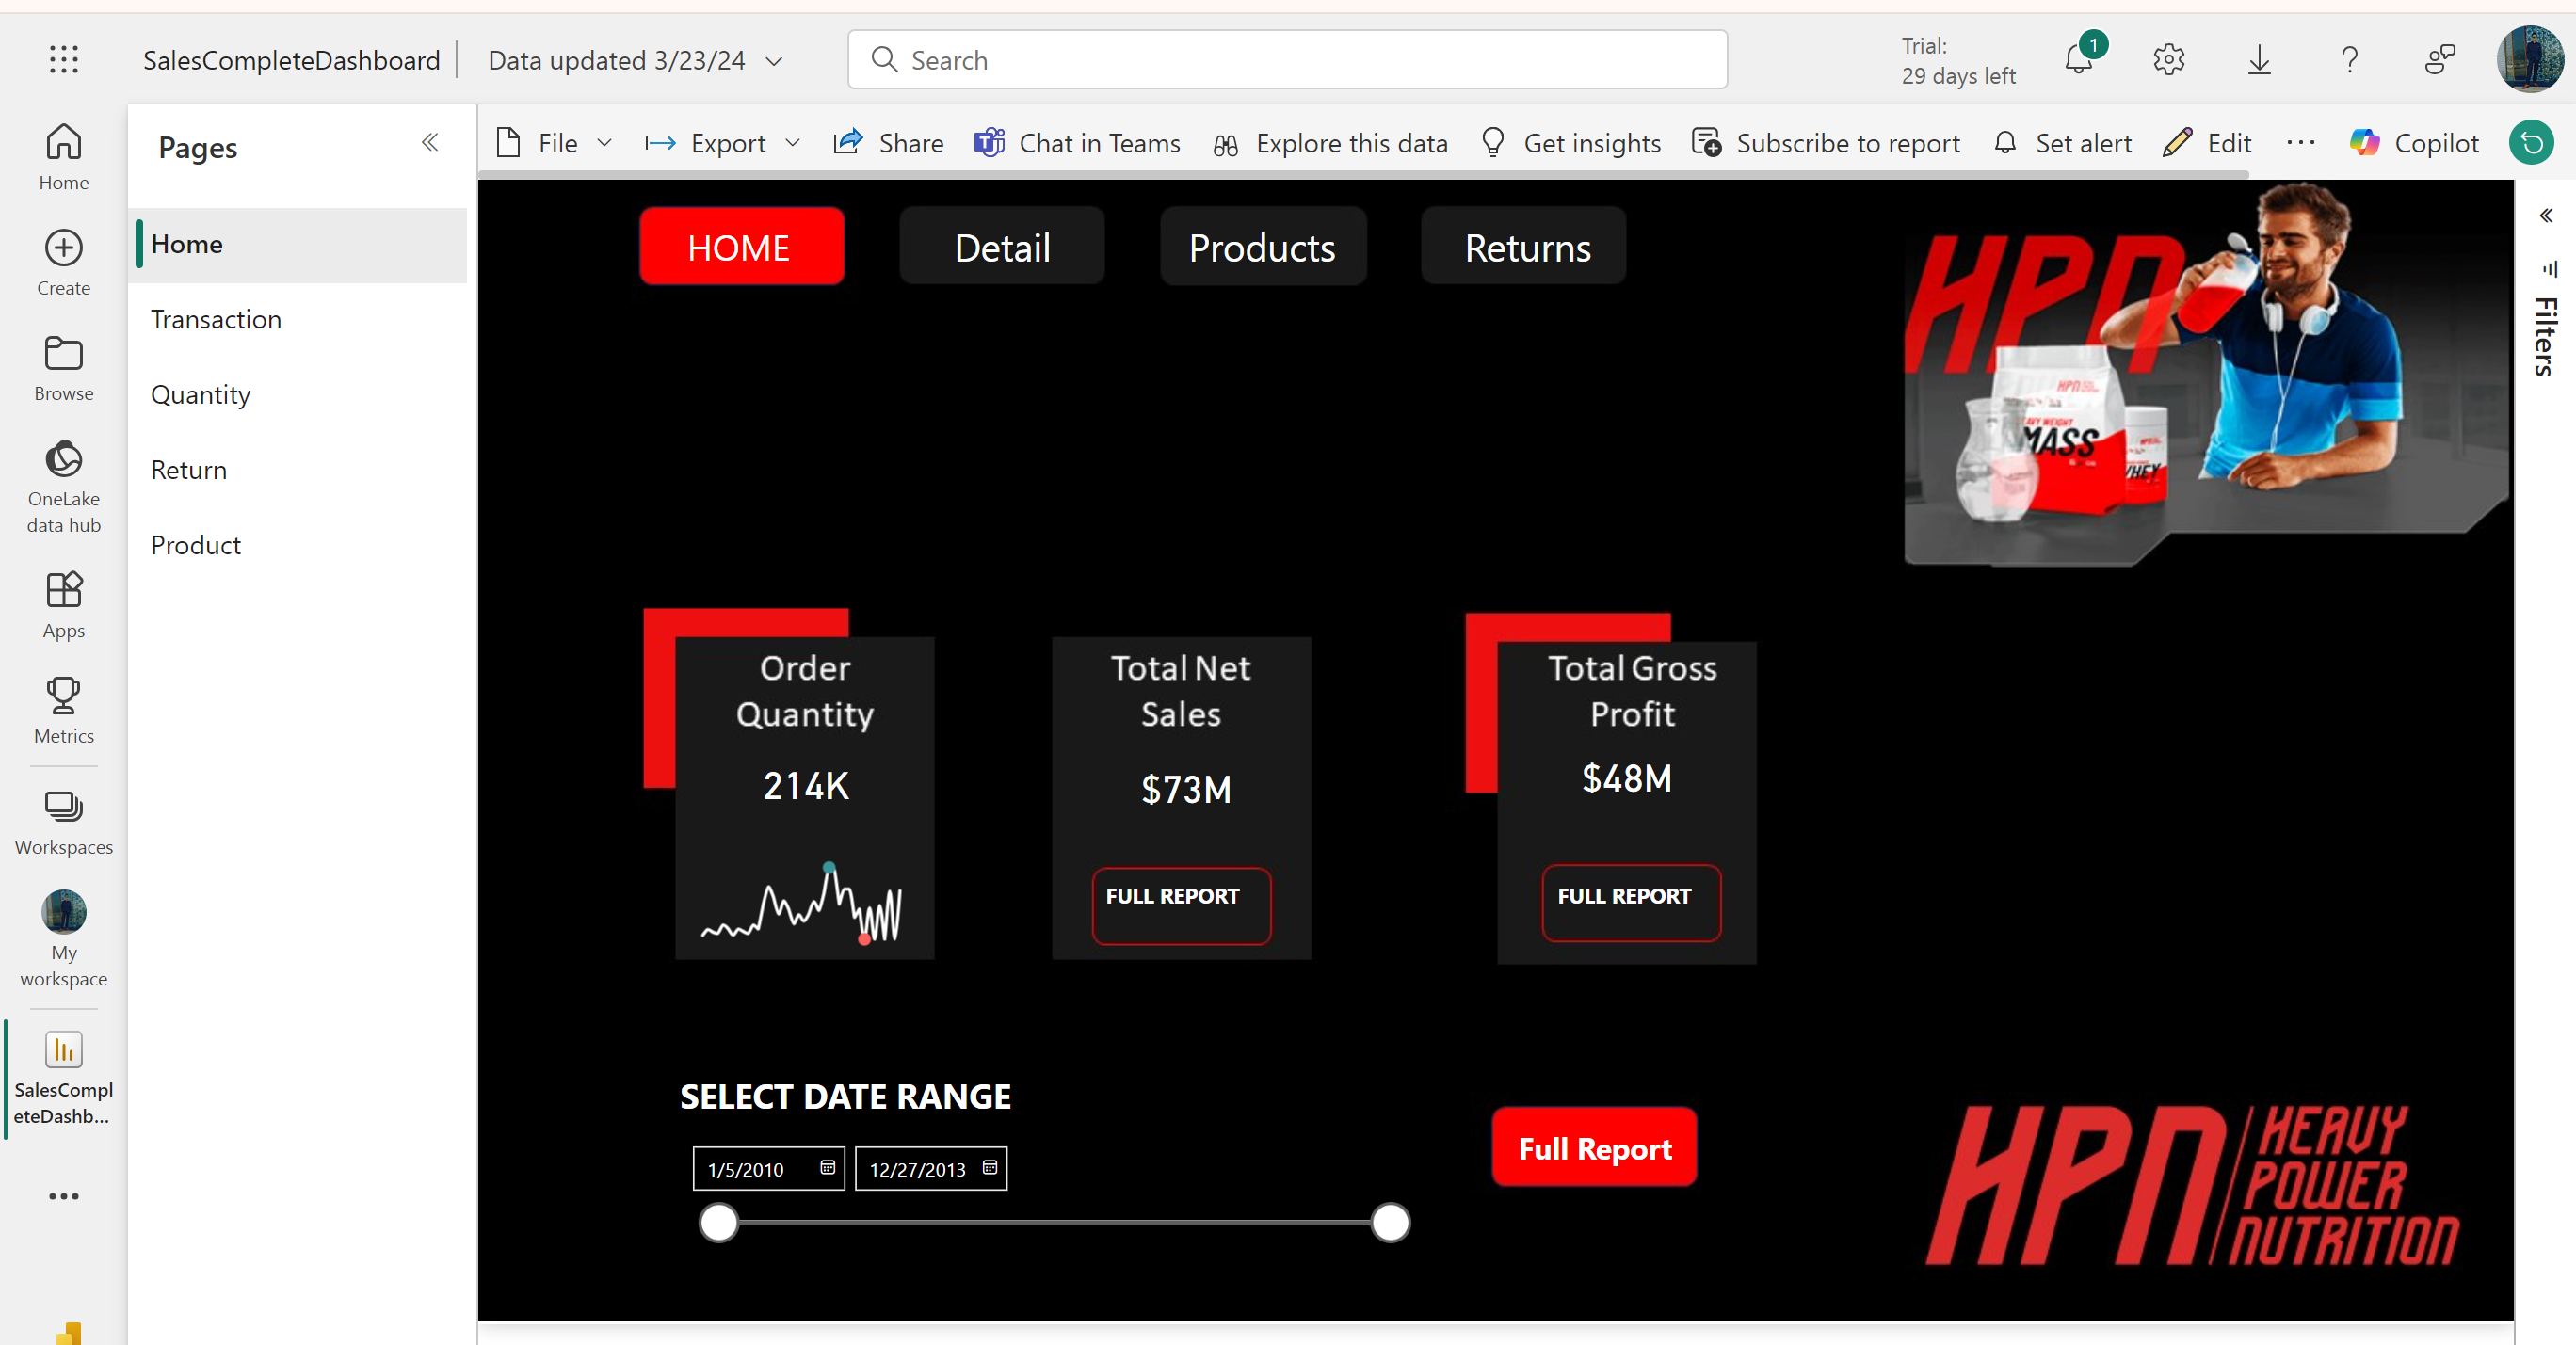 SalesCompleteDashboard
Data updated 3/23/24
Search
Trial:
29 days left
1
Home
Create
Browse
OneLake
data hub
Apps
Metrics
Workspaces
My
workspace
SalesCompl
eteDashb...
Pages
Home
Transaction
Quantity
Return
Product
File
Export
Share
Chat in Teams
Explore this data
Get insights
Subscribe to report
Set alert
Edit
Copilot
HOME
Detail
Products
Returns
HPN
HPN
MASS
WHEY
Order
Quantity
214K
Total Net
Sales
$73M
FULL REPORT
Total Gross
Profit
$48M
FULL REPORT
SELECT DATE RANGE
1/5/2010
12/27/2013
Full Report
HPN
HEAVY
POWER
NUTRITION
Filters